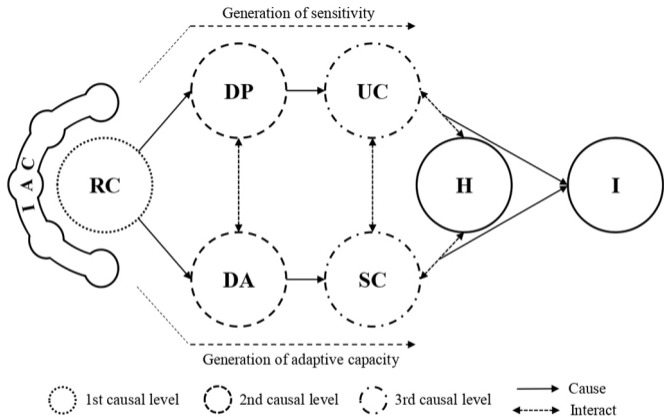 Generation of sensitivity
DP
UC
I A C
RC
H
I
DA
SC
Generation of adaptive capacity
1st causal level
2nd causal level
3rd causal level
Cause
Interact